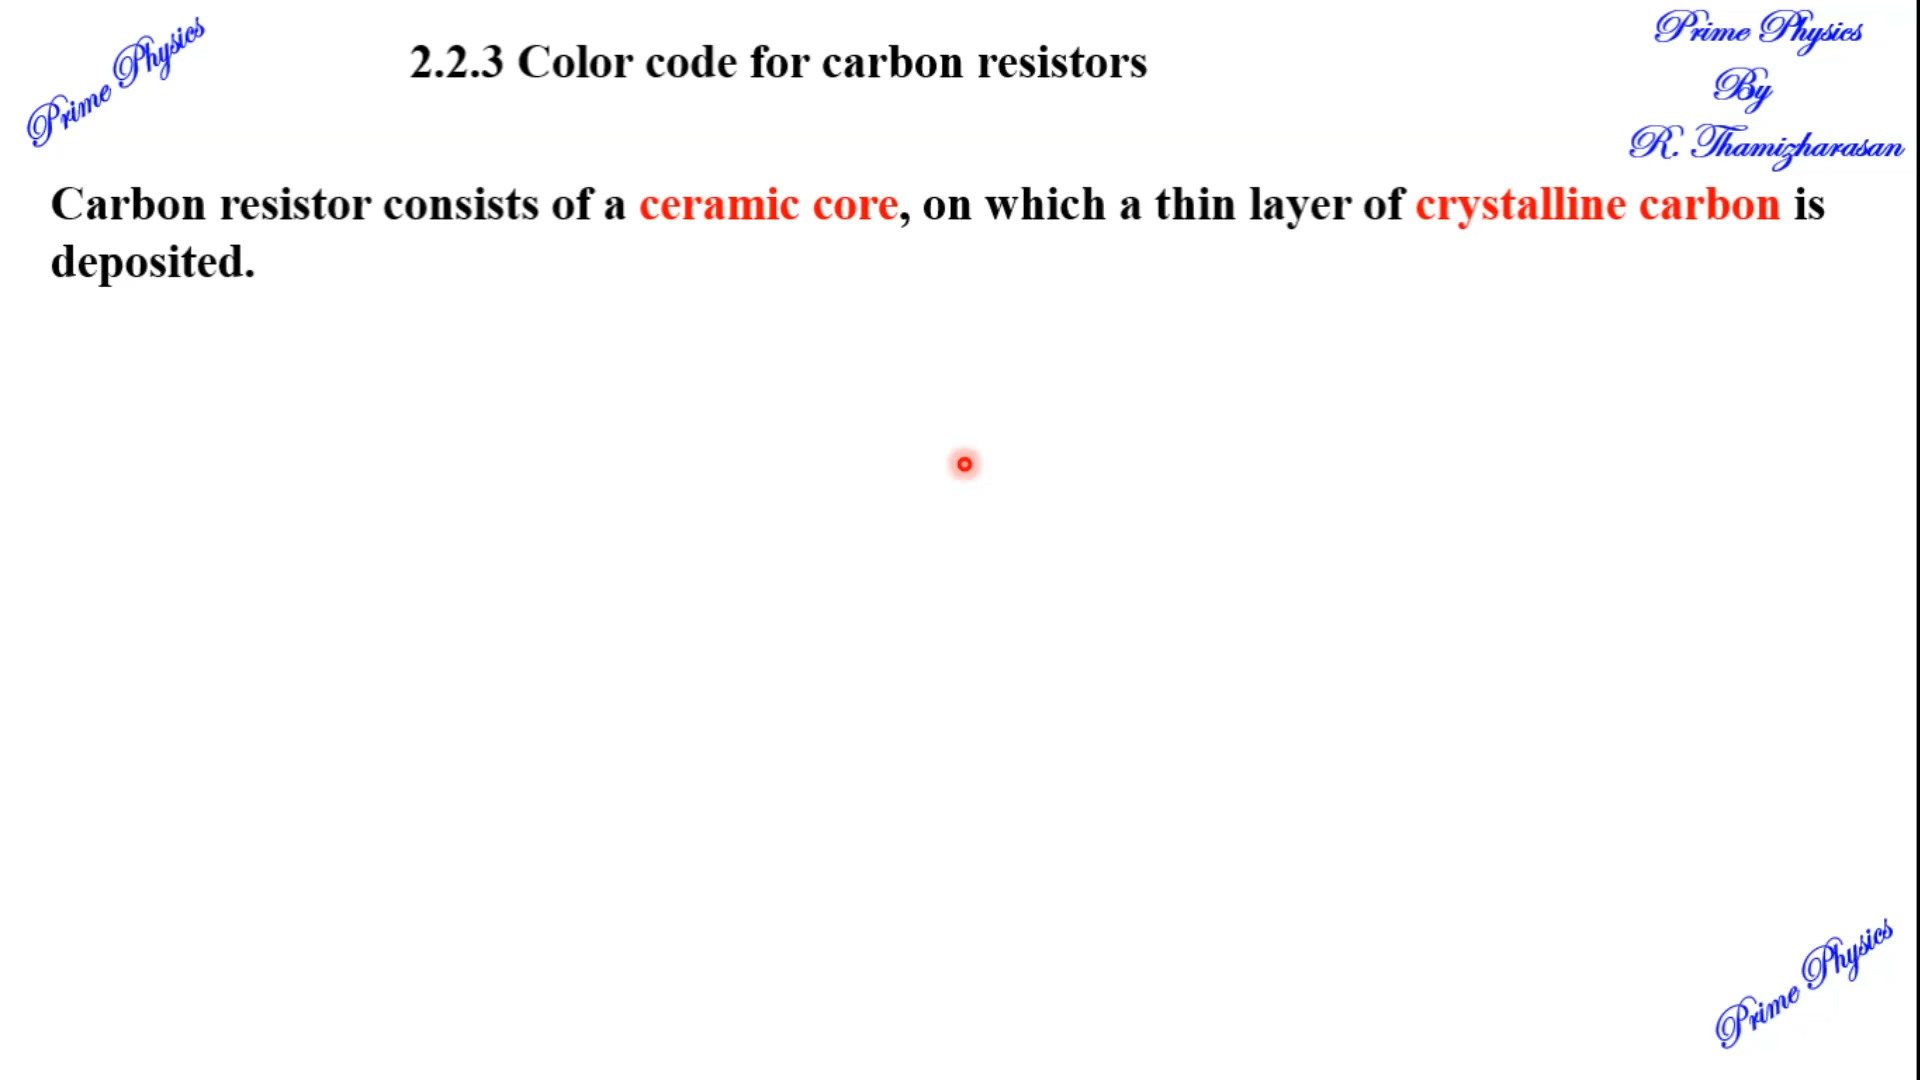 Prime Physics
2.2.3 Color code for carbon resistors
Prime Physics
By
R. Thamizharasan
Carbon resistor consists of a ceramic core, on which a thin layer of crystalline carbon is
deposited.
Prime Physics